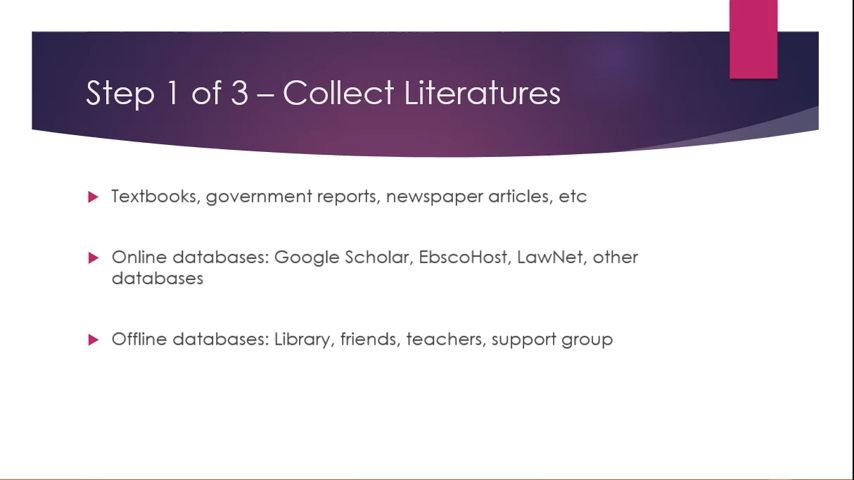 Step 1 of 3 – Collect Literatures
Textbooks, government reports, newspaper articles, etc
Online databases: Google Scholar, EbscoHost, LawNet, other
databases
Offline databases: Library, friends, teachers, support group